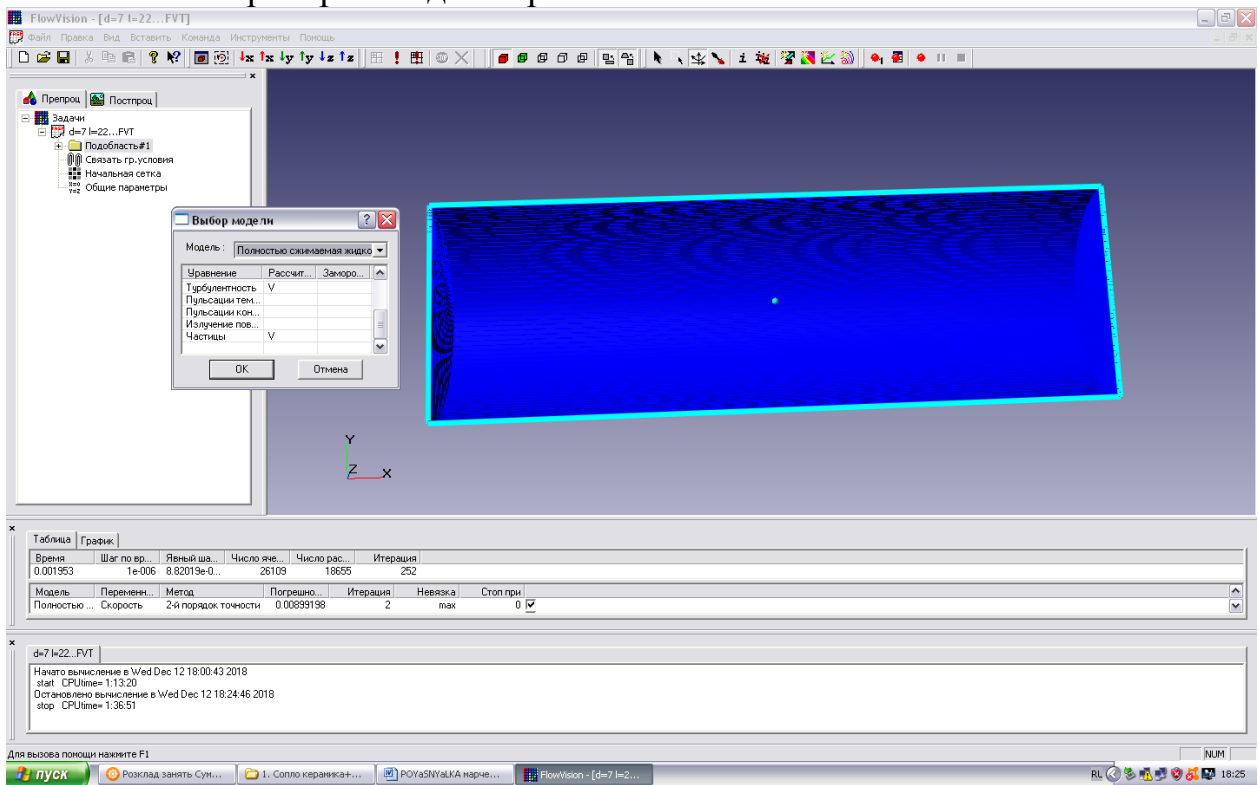 FlowVision - [d=7 l=22...FVT]
Файл Правка Вид Вставить Команда Инструменты Помощь
Препроц Постпроц
Задачи
d=7 l=22...FVT
Подобласть#1
Связать гр.условия
Начальная сетка
Общие параметры
Выбор модели
Модель : Полностью сжимаемая жидко
Уравнение Рассчит... Заморо...
Турбулентность V
Пульсации тем...
Пульсации кон...
Излучение пов...
Частицы V
OK Отмена
Y
Z X
Таблица График
Время Шаг по вр... Явный ша... Число яче... Число рас... Итерация
0.001953 1e-006 8.82019e-0... 26109 18655 252
Модель Переменн... Метод Погрешно... Итерация Невязка Стоп при
Полностью ... Скорость 2-й порядок точности 0.00899198 2 max 0
d=7 l=22...FVT
Начато вычисление в Wed Dec 12 18:00:43 2018
start CPUtime= 1:13:20
Остановлено вычисление в Wed Dec 12 18:24:46 2018
stop CPUtime= 1:36:51
Для вызова помощи нажмите F1
NUM
пуск Розклад занять Сум... 1. Сопло керамика+... POYaSNYaLKA марче... FlowVision - [d=7 l=2... RL 18:25